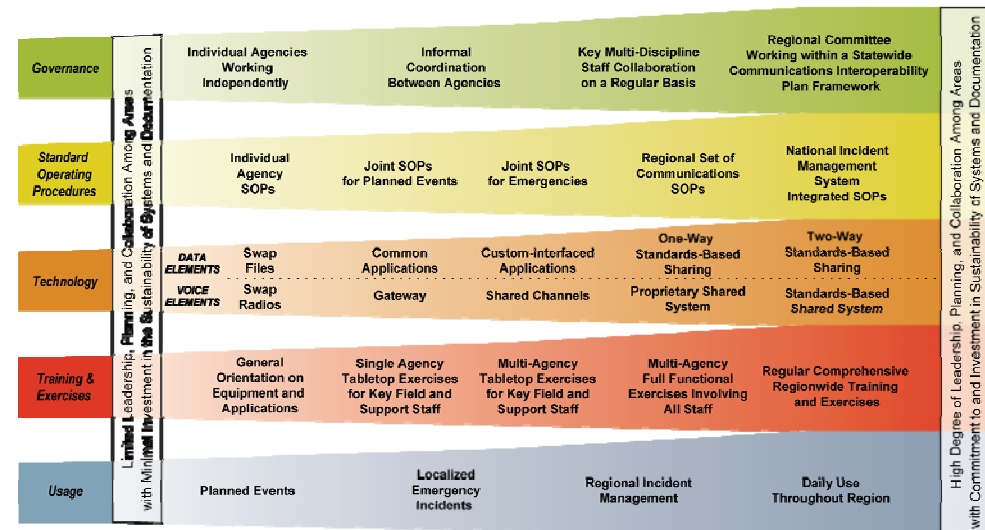 Governance
Individual Agencies
Working
Independently
Informal
Coordination
Between Agencies
Key Multi-Discipline
Staff Collaboration
on a Regular Basis
Regional Committee
Working within a Statewide
Communications Interoperability
Plan Framework
Standard
Operating
Procedures
Individual
Agency
SOPs
Joint SOPs
for Planned Events
Joint SOPs
for Emergencies
Regional Set of
Communications
SOPs
National Incident
Management
System
Integrated SOPs
Technology
DATA
ELEMENTS
Swap
Files
Common
Applications
Custom-Interfaced
Applications
One-Way
Standards-Based
Sharing
Two-Way
Standards-Based
Sharing
VOICE
ELEMENTS
Swap
Radios
Gateway
Shared Channels
Proprietary Shared
System
Standards-Based
Shared System
Training &
Exercises
General
Orientation on
Equipment and
Applications
Single Agency
Tabletop Exercises
for Key Field and
Support Staff
Multi-Agency
Tabletop Exercises
for Key Field and
Support Staff
Multi-Agency
Full Functional
Exercises Involving
All Staff
Regular Comprehensive
Regionwide Training
and Exercises
Usage
Planned Events
Localized
Emergency
Incidents
Regional Incident
Management
Daily Use
Throughout Region
Limited Leadership, Planning, and Collaboration Among Areas
with Minimal Investment in the Sustainability of Systems and Documentation
High Degree of Leadership, Planning, and Collaboration Among Areas
with Commitment to and Investment in Sustainability of Systems and Documentation